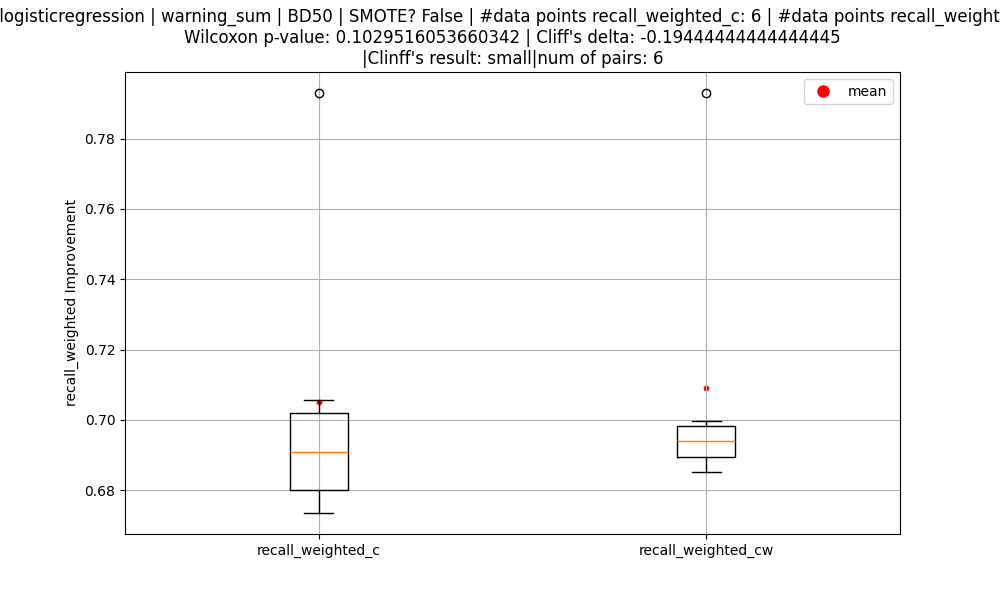 logisticregression | warning_sum | BD50 | SMOTE? False | #data points recall_weighted_c: 6 | #data points recall_weight
Wilcoxon p-value: 0.1029516053660342 | Cliff's delta: -0.19444444444444445
|Clinff's result: small|num of pairs: 6
mean
0.78
0.76
0.74
0.72
0.70
0.68
recall_weighted Improvement
recall_weighted_c
recall_weighted_cw